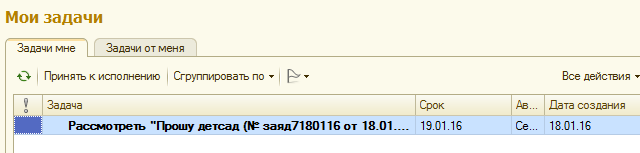 Мои задачи
Задачи мне Задачи от меня
Принять к исполнению Сгруппировать по Все действия
! Задача Срок Ав... Дата создания
Рассмотреть "Прошу детсад (№ заяд7180116 от 18.01.... 19.01.16 Се... 18.01.16